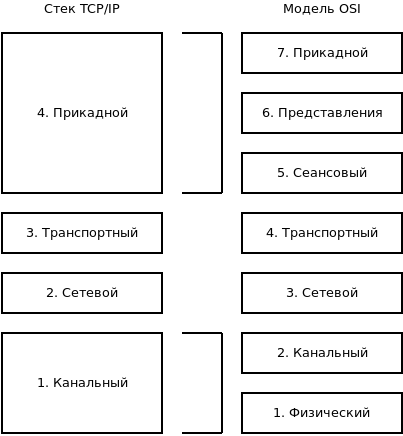 Стек TCP/IP
Модель OSI
4. Прикадной
7. Прикадной
6. Представления
5. Сеансовый
3. Транспортный
4. Транспортный
2. Сетевой
3. Сетевой
1. Канальный
2. Канальный
1. Физический